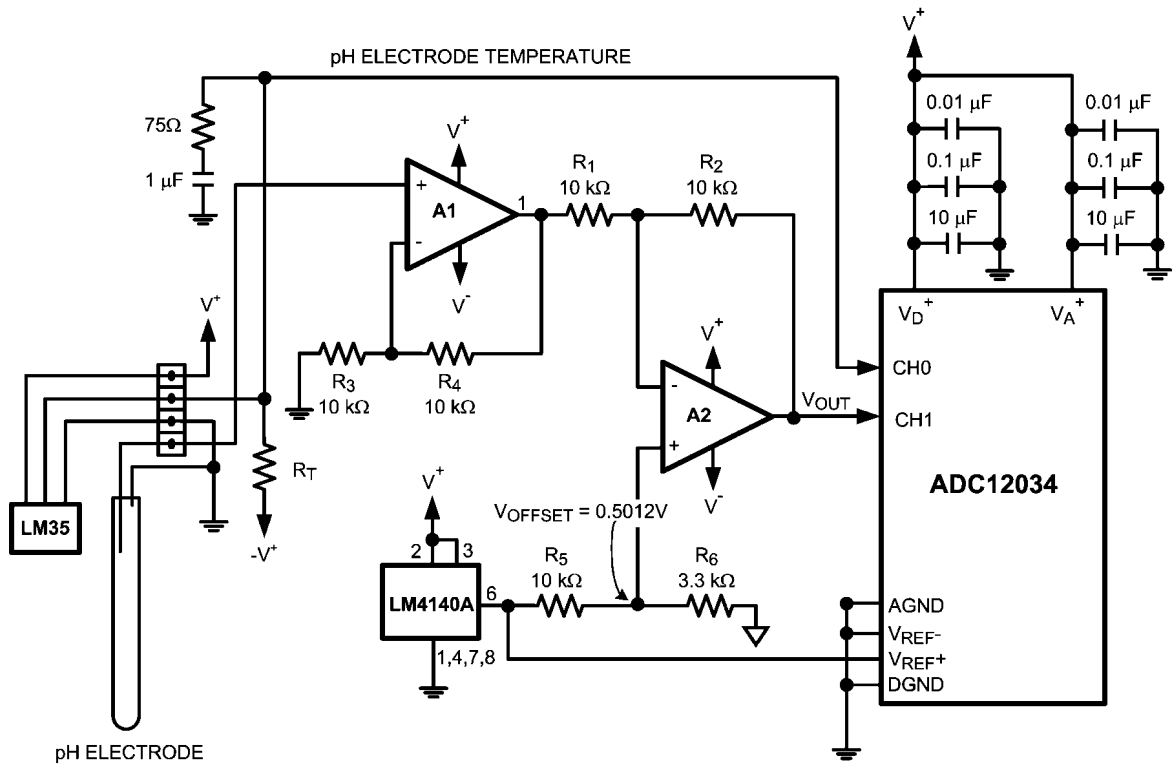 V+
pH ELECTRODE TEMPERATURE
0.01 µF
0.01 µF
75Ω
V+
R1
10 kΩ
R2
10 kΩ
0.1 µF
0.1 µF
1 µF
+
A1
1
-
10 µF
10 µF
V-
V+
VD+
VA+
V+
R3
10 kΩ
R4
10 kΩ
CH0
-
A2
+
VOUT
CH1
RT
V+
V-
ADC12034
LM35
-V+
VOFFSET = 0.5012V
2
3
R5
10 kΩ
R6
3.3 kΩ
LM4140A
6
AGND
VREF-
VREF+
DGND
1,4,7,8
pH ELECTRODE